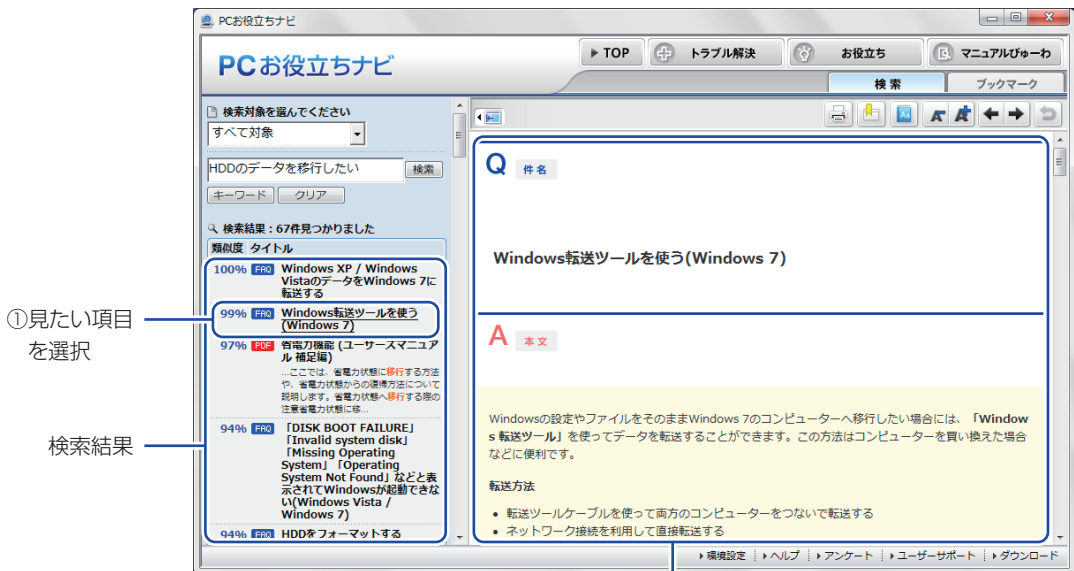 PCお役立ちナビ
PCお役立ちナビ
TOP
トラブル解決
お役立ち
マニュアルびゅーわ
検索
ブックマーク
検索対象を選んでください
すべて対象
HDDのデータを移行したい
検索
キーワード
クリア
検索結果：67件見つかりました
類似度 タイトル
100% FAQ Windows XP / Windows
VistaのデータをWindows 7に
転送する
99% FAQ Windows転送ツールを使う
(Windows 7)
97% PDF 省電力機能 (ユーザーズマニュア
ル 補足編)
...ここでは、省電力状態に移行する方法
や、省電力状態からの復帰方法について
説明します。省電力状態へ移行する際の
注意省電力状態に移...
94% FAQ 「DISK BOOT FAILURE」
「Invalid system disk」
「Missing Operating
System」「Operating
System Not Found」などと表
示されてWindowsが起動できな
い(Windows Vista /
Windows 7)
94% FAQ HDDをフォーマットする
①見たい項目
を選択
検索結果
Aa
A
A
Q 件名
Windows転送ツールを使う(Windows 7)
A 本文
Windowsの設定やファイルをそのままWindows 7のコンピューターへ移行したい場合には、「Window
s 転送ツール」を使ってデータを転送することができます。この方法はコンピューターを買い換えた場合
などに便利です。
転送方法
• 転送ツールケーブルを使って両方のコンピューターをつないで転送する
• ネットワーク接続を利用して直接転送する
環境設定
ヘルプ
アンケート
ユーザーサポート
ダウンロード